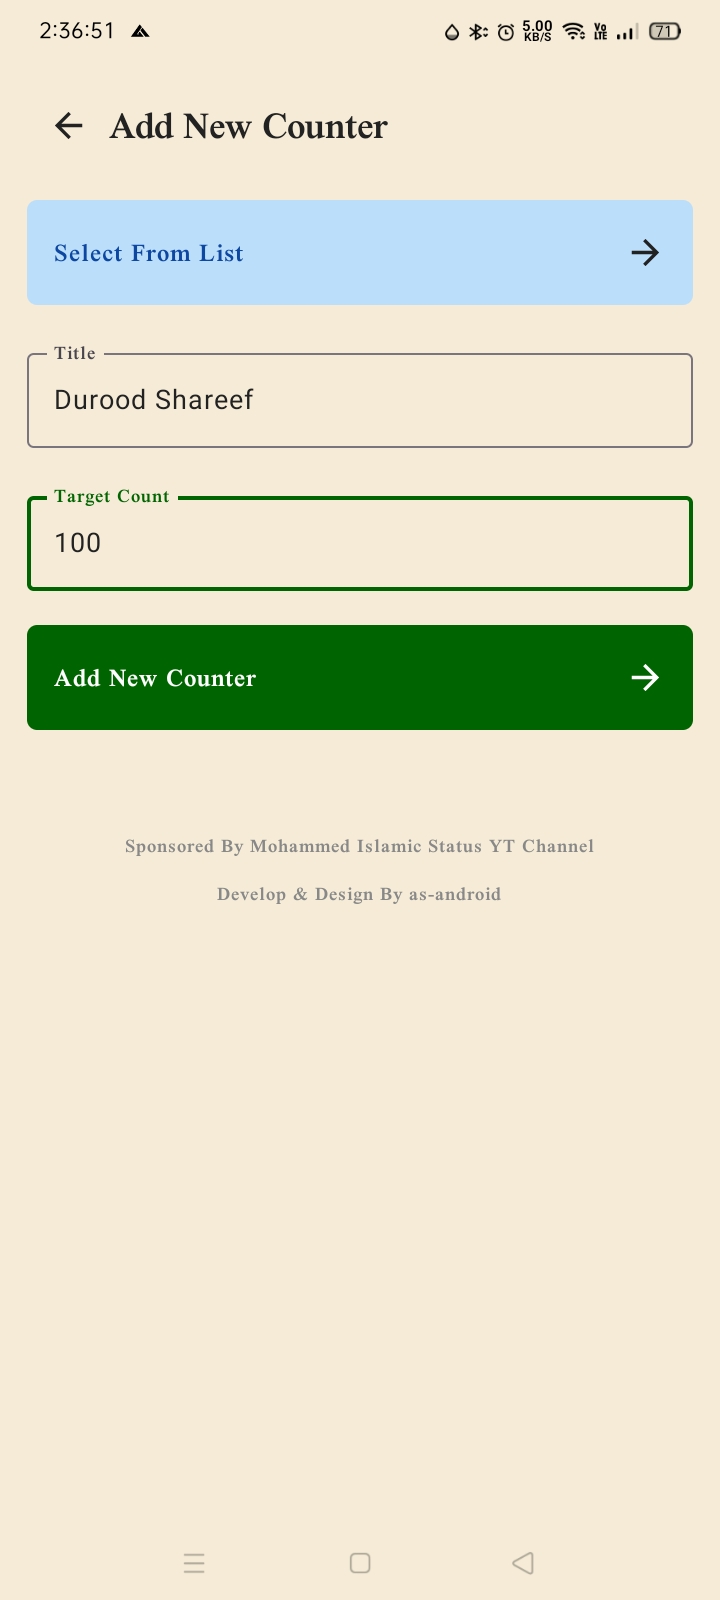 2:36:51
5.00
KB/S
Vo
LTE
71
Add New Counter
Select From List
Title
Durood Shareef
Target Count
100
Add New Counter
Sponsored By Mohammed Islamic Status YT Channel
Develop & Design By as-android